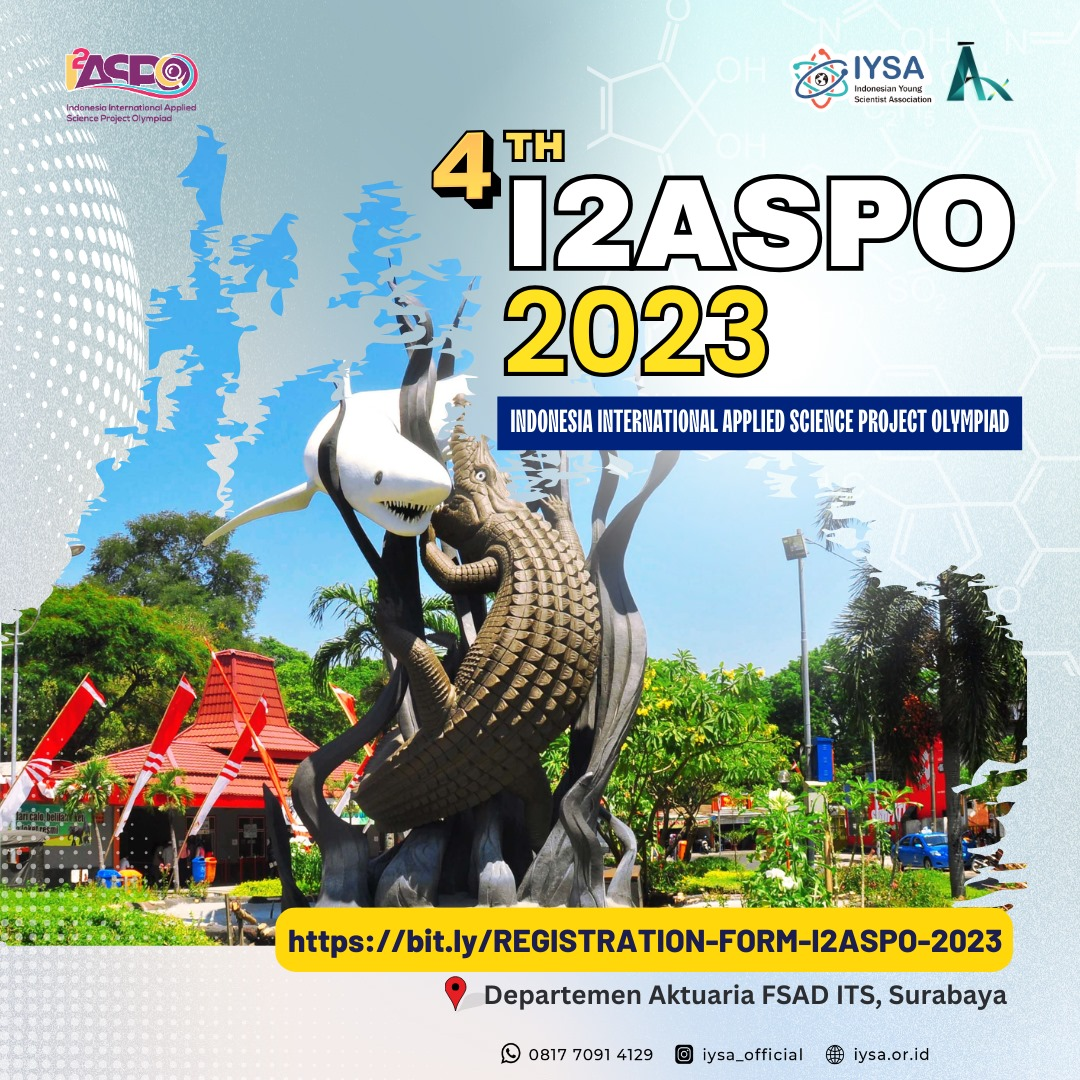 I²ASPO
Indonesia International Applied
Science Project Olympiad
IYSA
Indonesian Young
Scientist Association
4TH
I2ASPO
2023
INDONESIA INTERNATIONAL APPLIED SCIENCE PROJECT OLYMPIAD
https://bit.ly/REGISTRATION-FORM-I2ASPO-2023
Departemen Aktuaria FSAD ITS, Surabaya
0817 7091 4129 iysa_official iysa.or.id